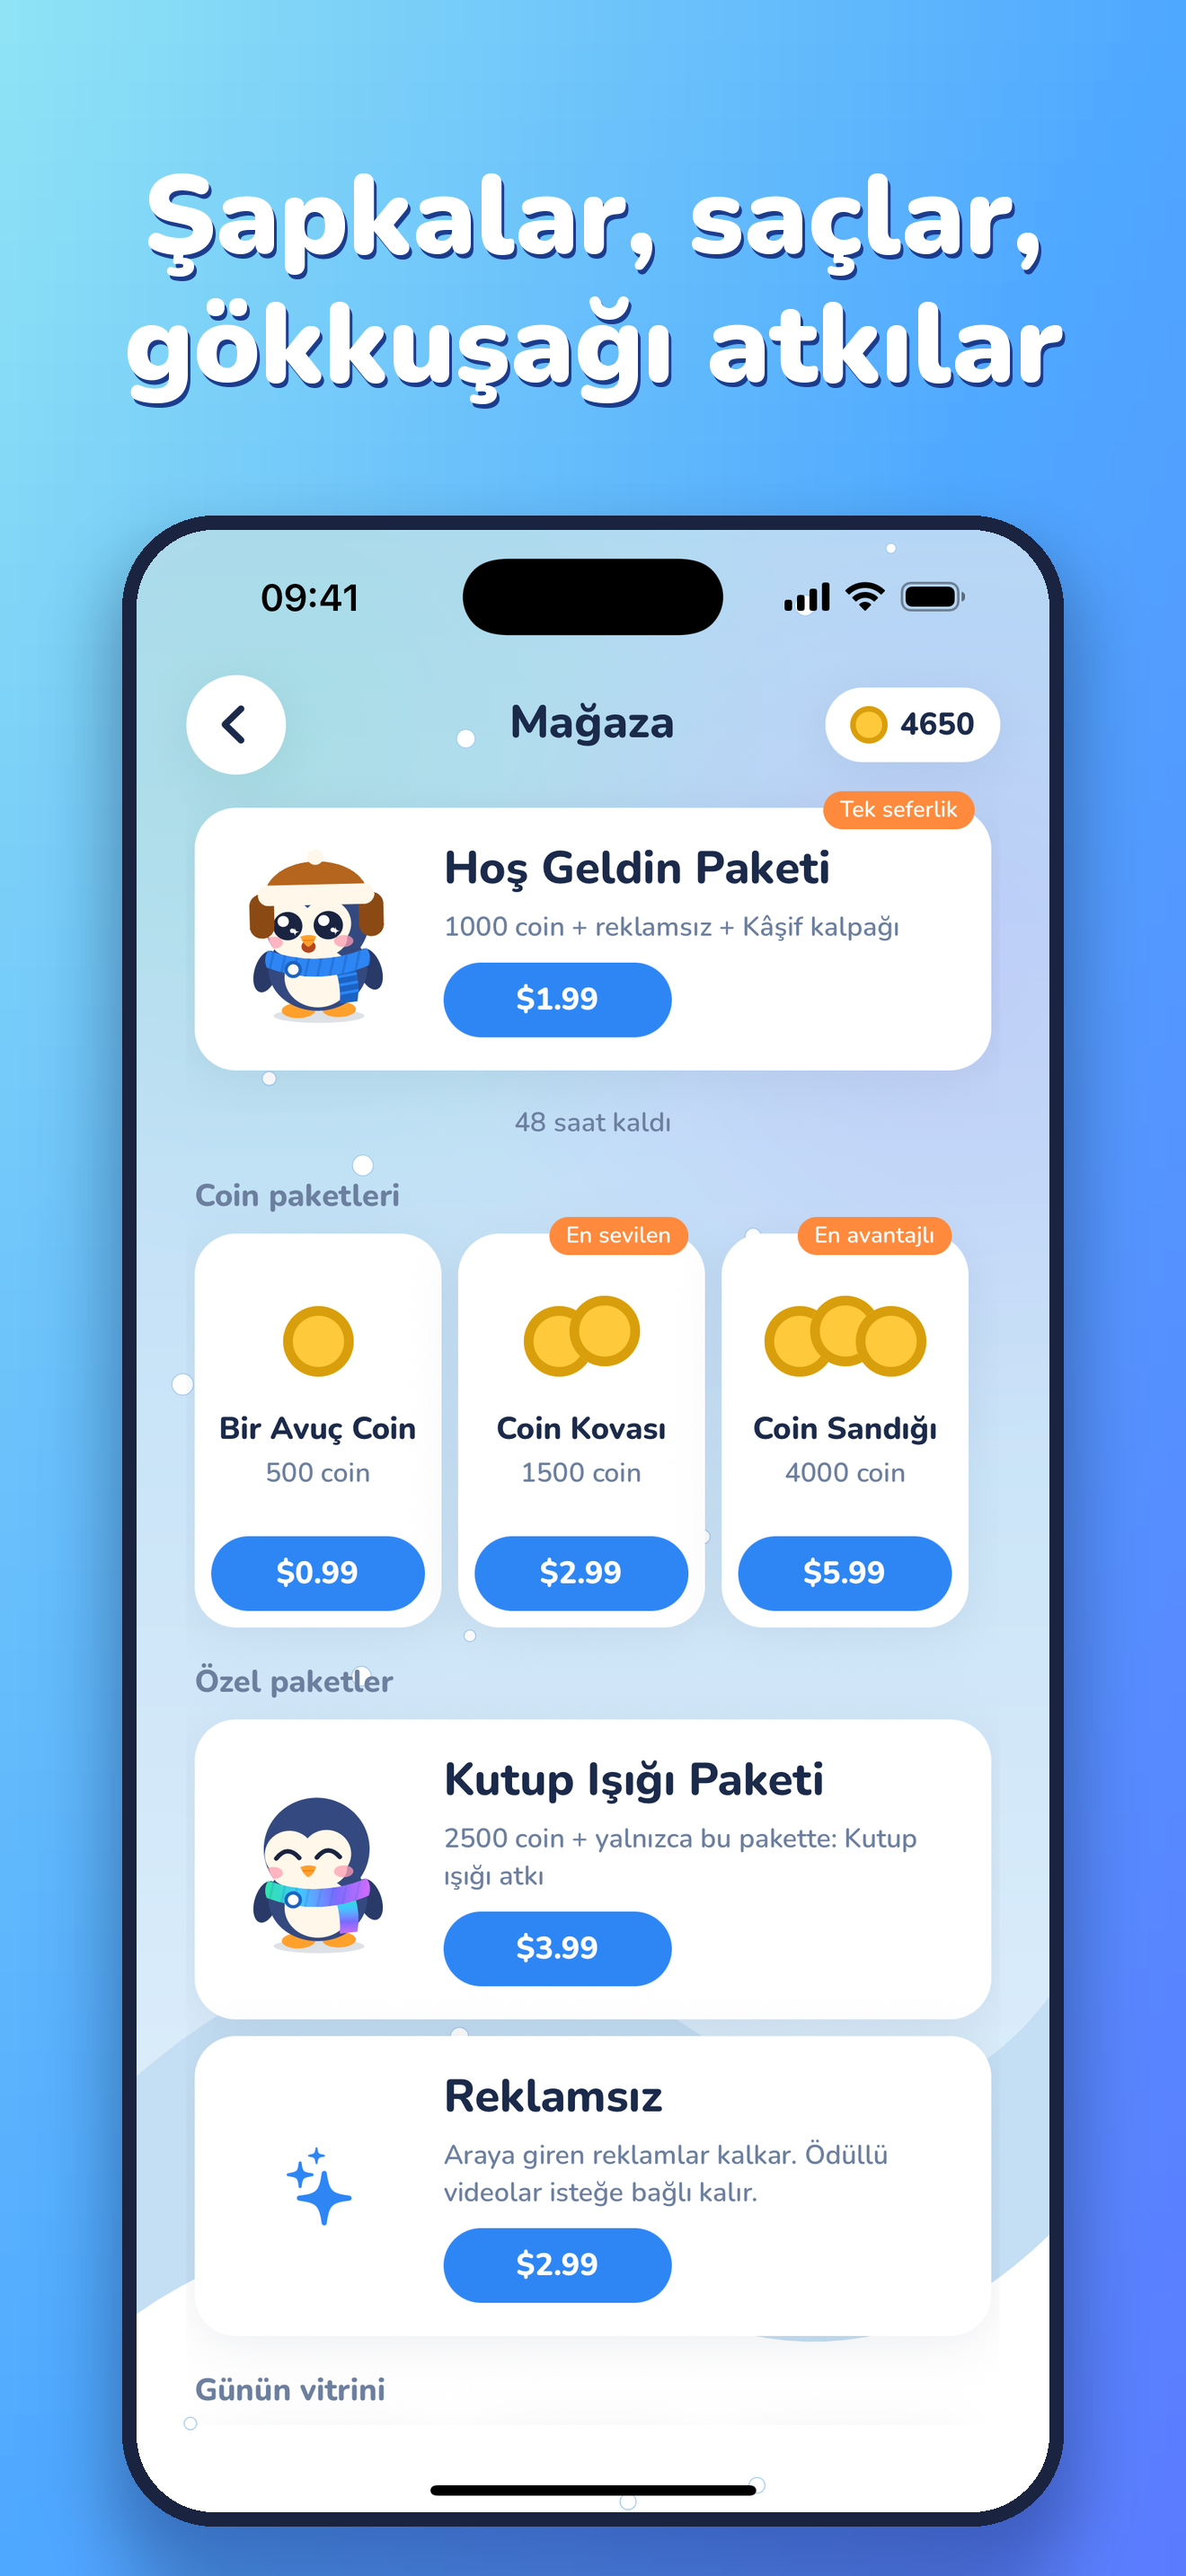 Şapkalar, saçlar,
gökkuşağı atkılar
09:41
Mağaza
4650
Tek seferlik
Hoş Geldin Paketi
1000 coin + reklamsız + Kâşif kalpağı
$1.99
48 saat kaldı
Coin paketleri
En sevilen
En avantajlı
Bir Avuç Coin
Coin Kovası
Coin Sandığı
500 coin
1500 coin
4000 coin
$0.99
$2.99
$5.99
Özel paketler
Kutup Işığı Paketi
2500 coin + yalnızca bu pakette: Kutup
ışığı atkı
$3.99
Reklamsız
Araya giren reklamlar kalkar. Ödüllü
videolar isteğe bağlı kalır.
$2.99
Günün vitrini